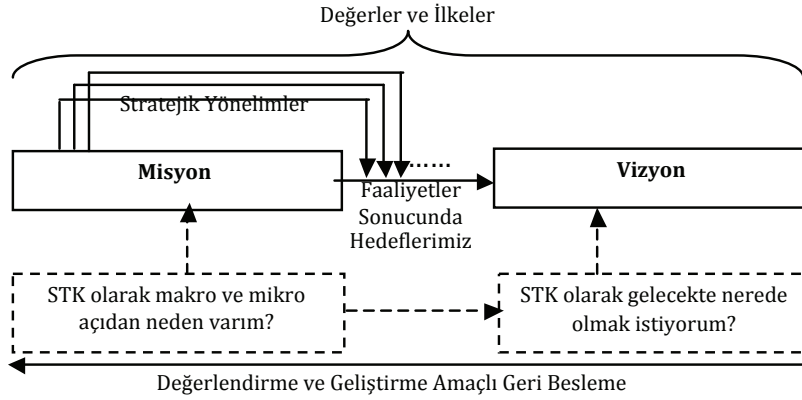 Değerler ve İlkeler
Stratejik Yönelimler
Misyon
......
Vizyon
Faaliyetler
Sonucunda
Hedeflerimiz
STK olarak makro ve mikro
açıdan neden varım?
STK olarak gelecekte nerede
olmak istiyorum?
Değerlendirme ve Geliştirme Amaçlı Geri Besleme